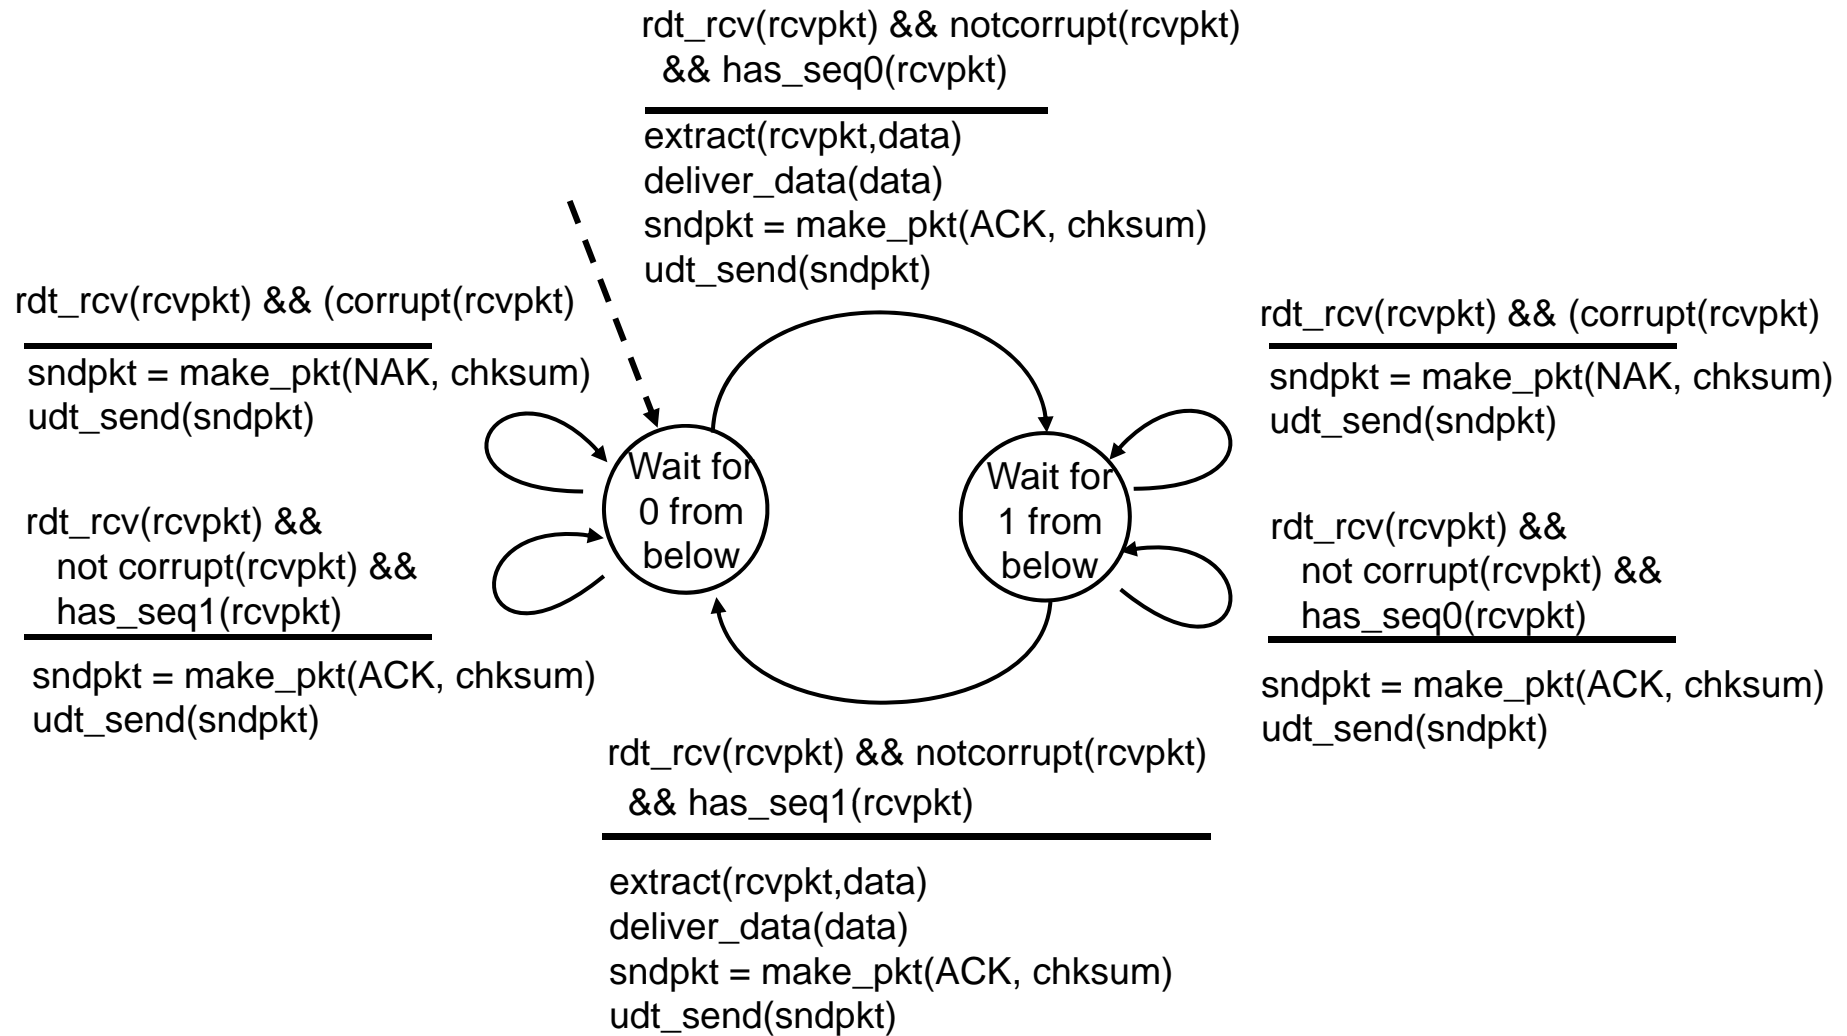 rdt_rcv(rcvpkt) && notcorrupt(rcvpkt)
&& has_seq0(rcvpkt)
extract(rcvpkt,data)
deliver_data(data)
sndpkt = make_pkt(ACK, chksum)
udt_send(sndpkt)
rdt_rcv(rcvpkt) && (corrupt(rcvpkt)
sndpkt = make_pkt(NAK, chksum)
udt_send(sndpkt)
rdt_rcv(rcvpkt) &&
not corrupt(rcvpkt) &&
has_seq1(rcvpkt)
sndpkt = make_pkt(ACK, chksum)
udt_send(sndpkt)
Wait for
0 from
below
Wait for
1 from
below
rdt_rcv(rcvpkt) && (corrupt(rcvpkt)
sndpkt = make_pkt(NAK, chksum)
udt_send(sndpkt)
rdt_rcv(rcvpkt) &&
not corrupt(rcvpkt) &&
has_seq0(rcvpkt)
sndpkt = make_pkt(ACK, chksum)
udt_send(sndpkt)
rdt_rcv(rcvpkt) && notcorrupt(rcvpkt)
&& has_seq1(rcvpkt)
extract(rcvpkt,data)
deliver_data(data)
sndpkt = make_pkt(ACK, chksum)
udt_send(sndpkt)